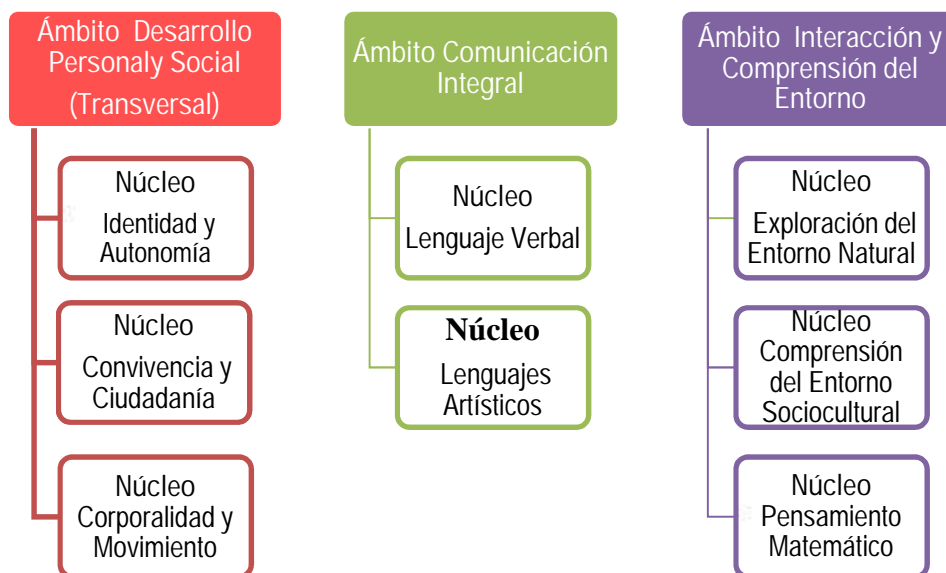 Ámbito Desarrollo
Personaly Social
(Transversal)
Núcleo
Identidad y
Autonomía
Núcleo
Convivencia y
Ciudadanía
Núcleo
Corporalidad y
Movimiento
Ámbito Comunicación
Integral
Núcleo
Lenguaje Verbal
Núcleo
Lenguajes
Artísticos
Ámbito Interacción y
Comprensión del
Entorno
Núcleo
Exploración del
Entorno Natural
Núcleo
Comprensión
del Entorno
Sociocultural
Núcleo
Pensamiento
Matemático